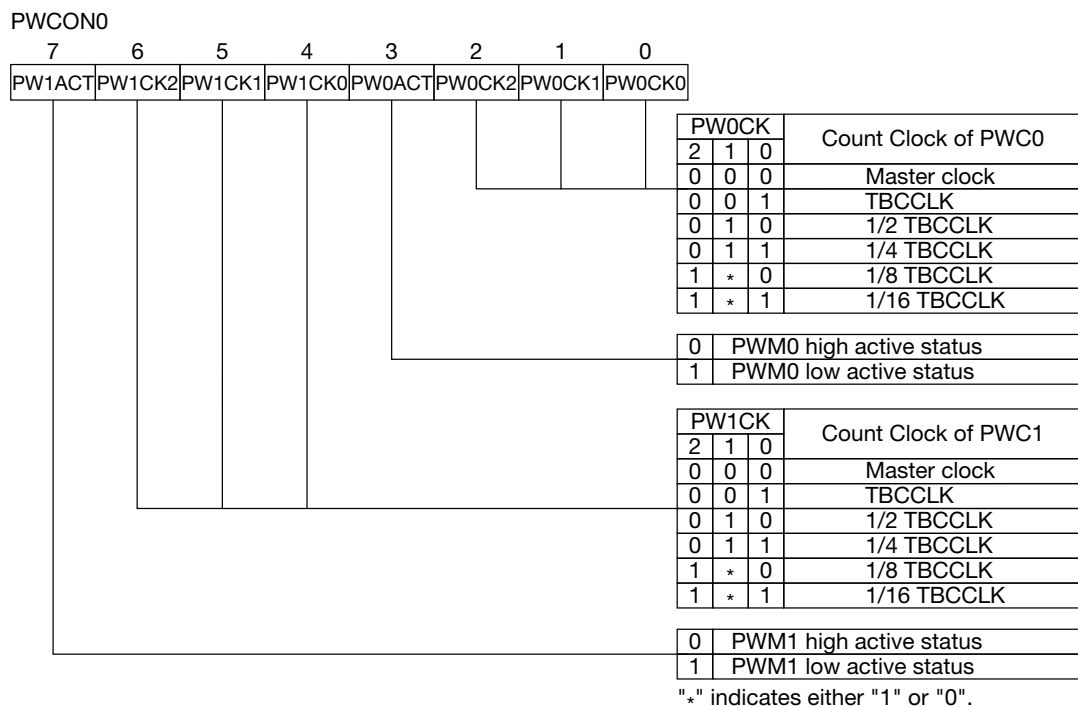 PWCON0
7 6 5 4 3 2 1 0
PW1ACT PW1CK2 PW1CK1 PW1CK0 PW0ACT PW0CK2 PW0CK1 PW0CK0
PW0CK Count Clock of PWC0
2 1 0
0 0 0 Master clock
0 0 1 TBCCLK
0 1 0 1/2 TBCCLK
0 1 1 1/4 TBCCLK
1 * 0 1/8 TBCCLK
1 * 1 1/16 TBCCLK
0 PWM0 high active status
1 PWM0 low active status
PW1CK Count Clock of PWC1
2 1 0
0 0 0 Master clock
0 0 1 TBCCLK
0 1 0 1/2 TBCCLK
0 1 1 1/4 TBCCLK
1 * 0 1/8 TBCCLK
1 * 1 1/16 TBCCLK
0 PWM1 high active status
1 PWM1 low active status
"*" indicates either "1" or "0".